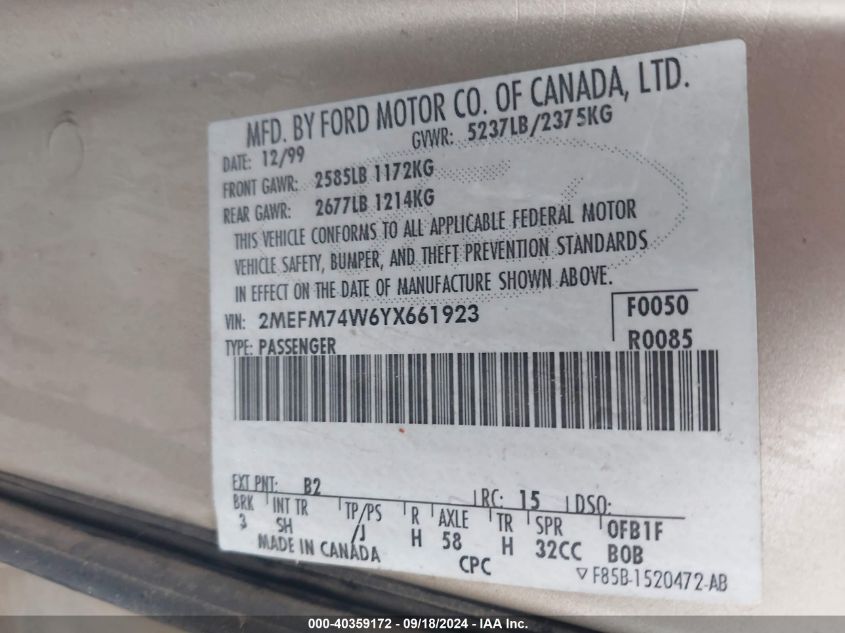 MFD. BY FORD MOTOR CO. OF CANADA, LTD.
DATE: 12/99 GVWR: 5237LB/2375KG
FRONT GAWR: 2585LB 1172KG
REAR GAWR: 2677LB 1214KG
THIS VEHICLE CONFORMS TO ALL APPLICABLE FEDERAL MOTOR
VEHICLE SAFETY, BUMPER, AND THEFT PREVENTION STANDARDS
IN EFFECT ON THE DATE OF MANUFACTURE SHOWN ABOVE.
VIN: 2MEFM74W6YX661923 F0050
TYPE: PASSENGER R0085
EXT PNT: B2 RC: 15 DSO:
BRK INT TR TP/PS R AXLE TR SPR 0FB1F
3 SH /J H 58 H 32CC BOB
MADE IN CANADA CPC F85B-1520472-AB
000-40359172 - 09/18/2024 - IAA Inc.